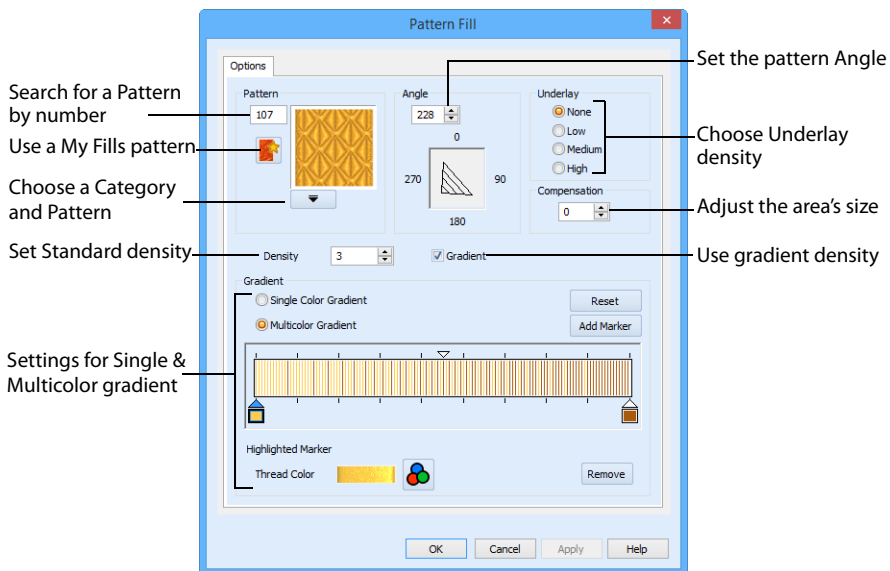 Pattern Fill
Options
Set the pattern Angle
Search for a Pattern
by number
Pattern
107
Angle
228
Underlay
None
Low
Medium
High
Use a My Fills pattern
0
270
90
180
Choose Underlay
density
Choose a Category
and Pattern
Compensation
0
Adjust the area's size
Set Standard density
Density
3
Gradient
Use gradient density
Gradient
Single Color Gradient
Reset
Multicolor Gradient
Add Marker
Settings for Single &
Multicolor gradient
Highlighted Marker
Thread Color
Remove
OK
Cancel
Apply
Help